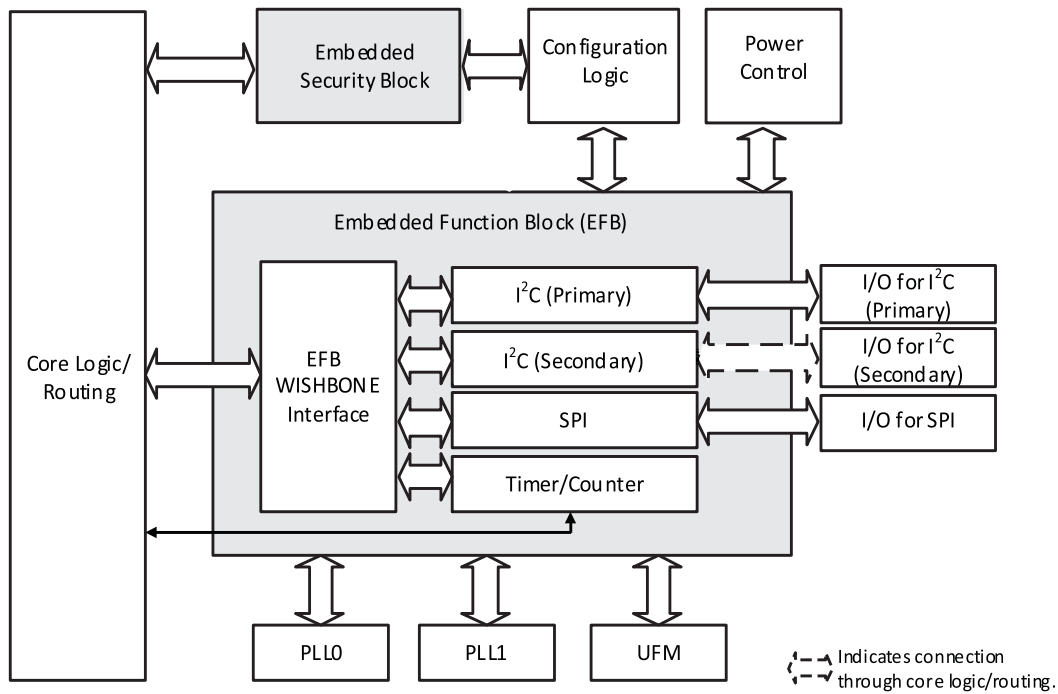 Embedded
Security Block
Configuration
Logic
Power
Control
Embedded Function Block (EFB)
Core Logic/
Routing
EFB
WISHBONE
Interface
I²C (Primary)
I²C (Secondary)
SPI
Timer/Counter
I/O for I²C
(Primary)
I/O for I²C
(Secondary)
I/O for SPI
PLL0
PLL1
UFM
Indicates connection
through core logic/routing.